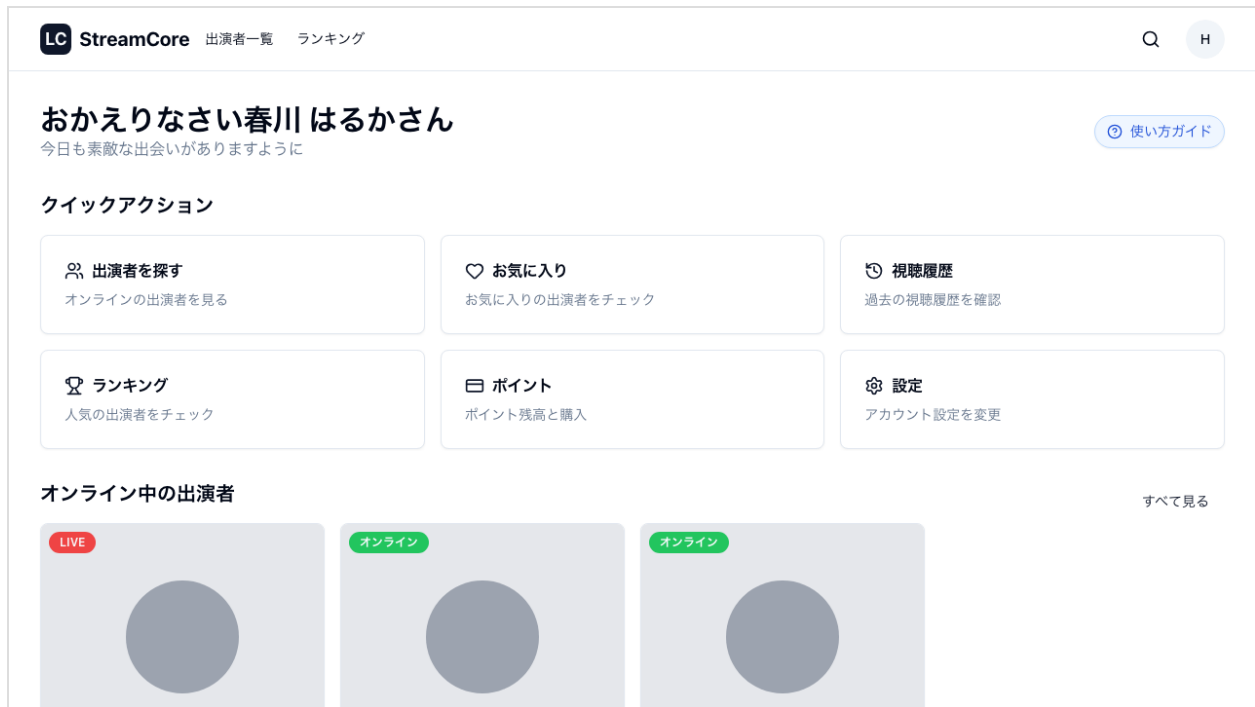 LC StreamCore 出演者一覧 ランキング H
おかえりなさい春川 はるかさん
今日も素敵な出会いがありますように
使い方ガイド
クイックアクション
出演者を探す
オンラインの出演者を見る
お気に入り
お気に入りの出演者をチェック
視聴履歴
過去の視聴履歴を確認
ランキング
人気の出演者をチェック
ポイント
ポイント残高と購入
設定
アカウント設定を変更
オンライン中の出演者
すべて見る
LIVE
オンライン
オンライン